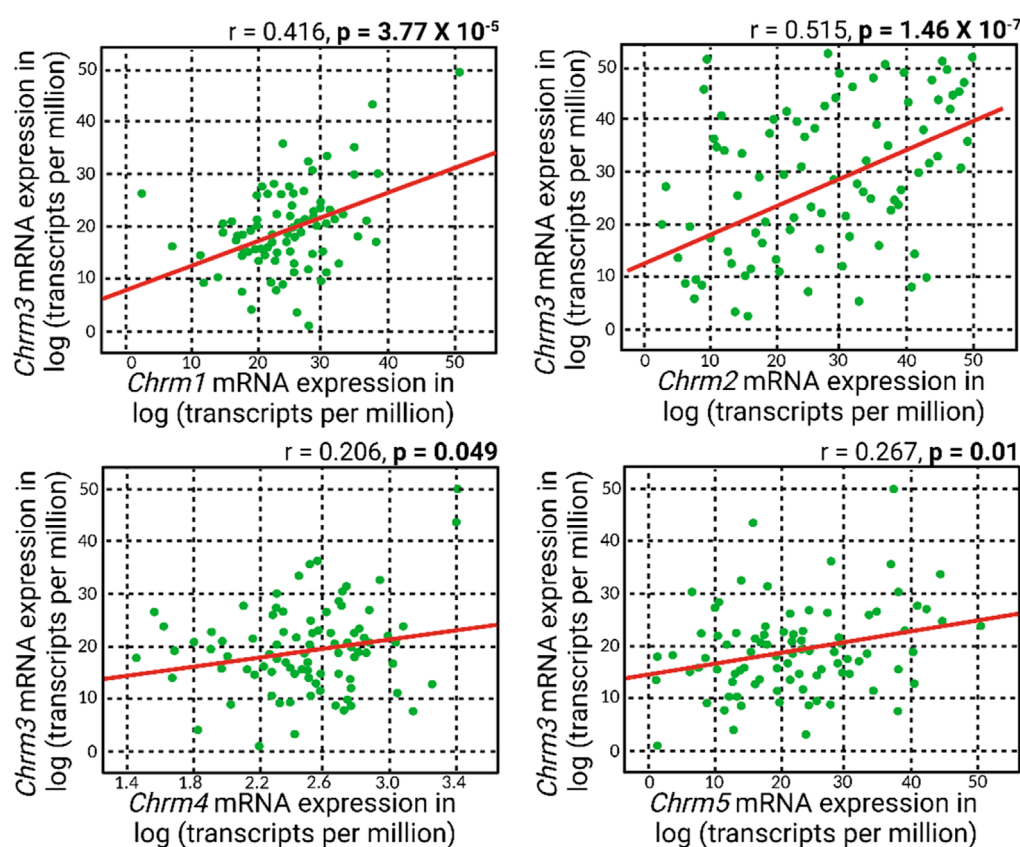 r = 0.416, p = 3.77 X 10⁻⁵
Chrm3 mRNA expression in
log (transcripts per million)
50
40
30
20
10
0
0 10 20 30 40 50
Chrm1 mRNA expression in
log (transcripts per million)
r = 0.515, p = 1.46 X 10⁻⁷
Chrm3 mRNA expression in
log (transcripts per million)
50
40
30
20
10
0
0 10 20 30 40 50
Chrm2 mRNA expression in
log (transcripts per million)
r = 0.206, p = 0.049
Chrm3 mRNA expression in
log (transcripts per million)
50
40
30
20
10
0
1.4 1.8 2.2 2.6 3.0 3.4
Chrm4 mRNA expression in
log (transcripts per million)
r = 0.267, p = 0.01
Chrm3 mRNA expression in
log (transcripts per million)
50
40
30
20
10
0
0 10 20 30 40 50
Chrm5 mRNA expression in
log (transcripts per million)